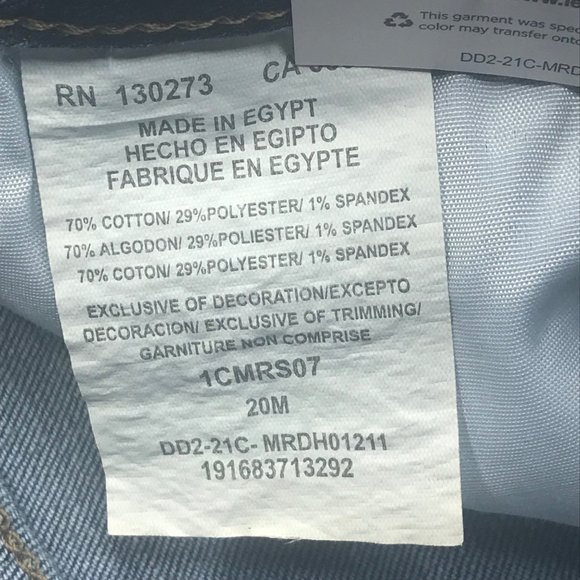 This garment was
color may transfer onto
DD2-21C-MRD
RN 130273 CA
MADE IN EGYPT
HECHO EN EGIPTO
FABRIQUE EN EGYPTE
70% COTTON/ 29%POLYESTER/ 1% SPANDEX
70% ALGODON/ 29%POLIESTER/ 1% SPANDEX
70% COTON/ 29%POLYESTER/ 1% SPANDEX
EXCLUSIVE OF DECORATION/EXCEPTO
DECORACION/ EXCLUSIVE OF TRIMMING/
GARNITURE NON COMPRISE
1CMRS07
20M
DD2-21C- MRDH01211
191683713292